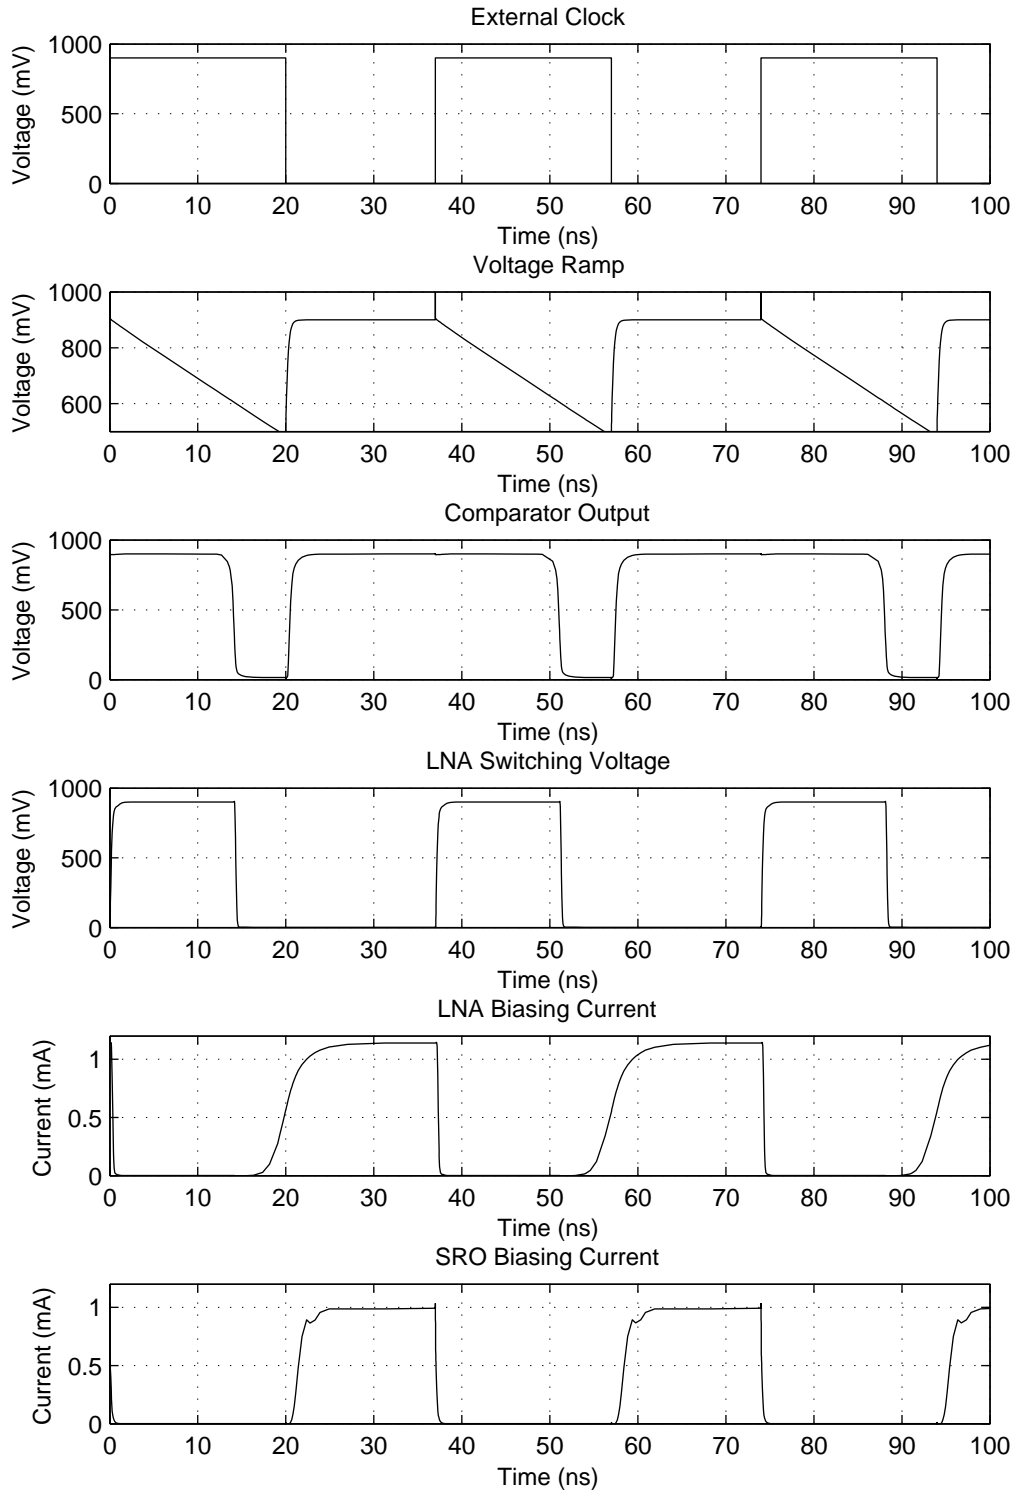 External Clock
Voltage (mV)
1000
500
0
0 10 20 30 40 50 60 70 80 90 100
Time (ns)
Voltage Ramp
Voltage (mV)
1000
800
600
0 10 20 30 40 50 60 70 80 90 100
Time (ns)
Comparator Output
Voltage (mV)
1000
500
0
0 10 20 30 40 50 60 70 80 90 100
Time (ns)
LNA Switching Voltage
Voltage (mV)
1000
500
0
0 10 20 30 40 50 60 70 80 90 100
Time (ns)
LNA Biasing Current
Current (mA)
1
0.5
0
0 10 20 30 40 50 60 70 80 90 100
Time (ns)
SRO Biasing Current
Current (mA)
1
0.5
0
0 10 20 30 40 50 60 70 80 90 100
Time (ns)